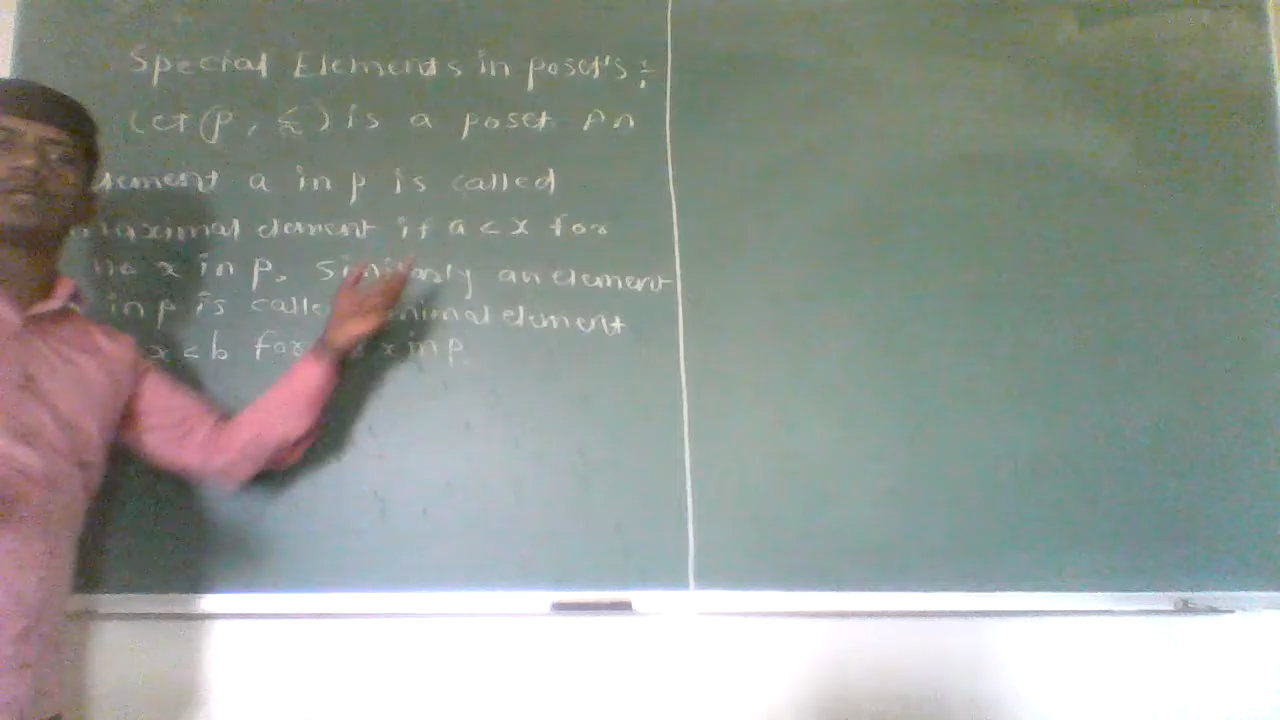 Special Elements in poset's :
Let (P, ≤) is a poset An
element a in p is called
maximal element if a < x for
no x in p. Similarly an element
in p is called minimal element
x < b for x in p.